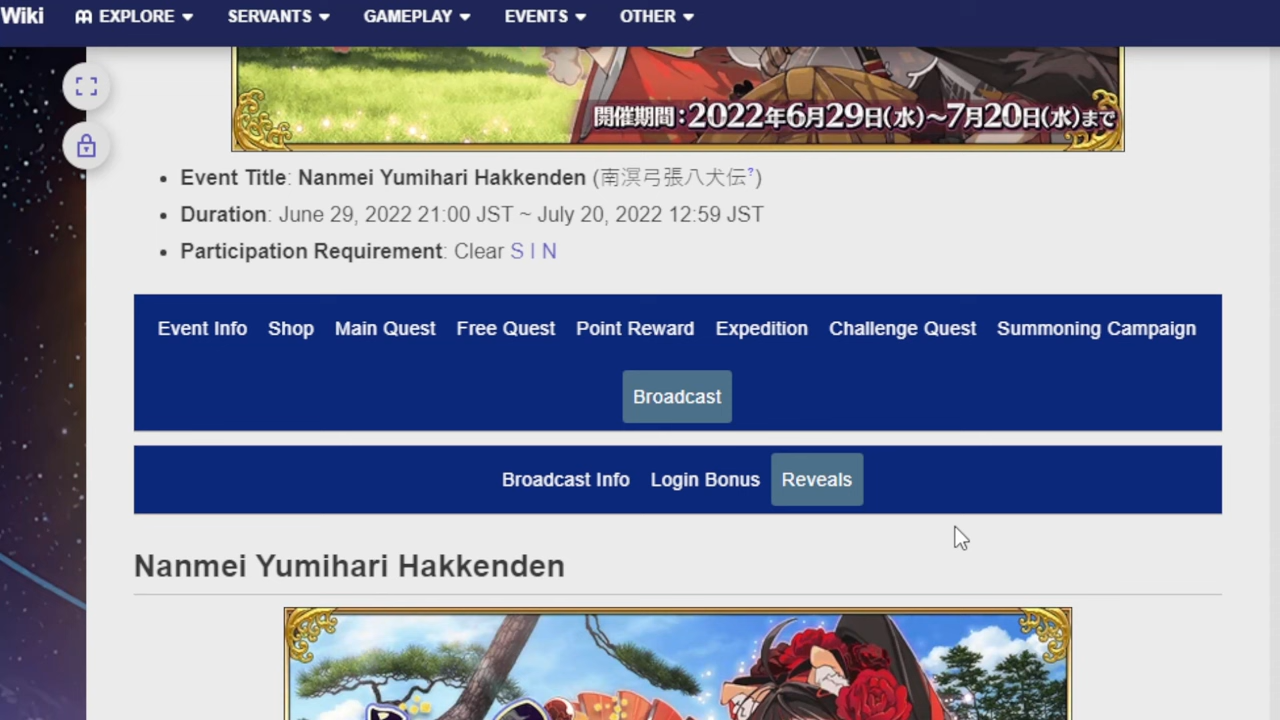 Wiki EXPLORE SERVANTS GAMEPLAY EVENTS OTHER
開催期間:2022年6月29日(水)~7月20日(水)まで
• Event Title: Nanmei Yumihari Hakkenden (南溟弓張八犬伝?)
• Duration: June 29, 2022 21:00 JST ~ July 20, 2022 12:59 JST
• Participation Requirement: Clear S I N
Event Info Shop Main Quest Free Quest Point Reward Expedition Challenge Quest Summoning Campaign
Broadcast
Broadcast Info Login Bonus Reveals
Nanmei Yumihari Hakkenden